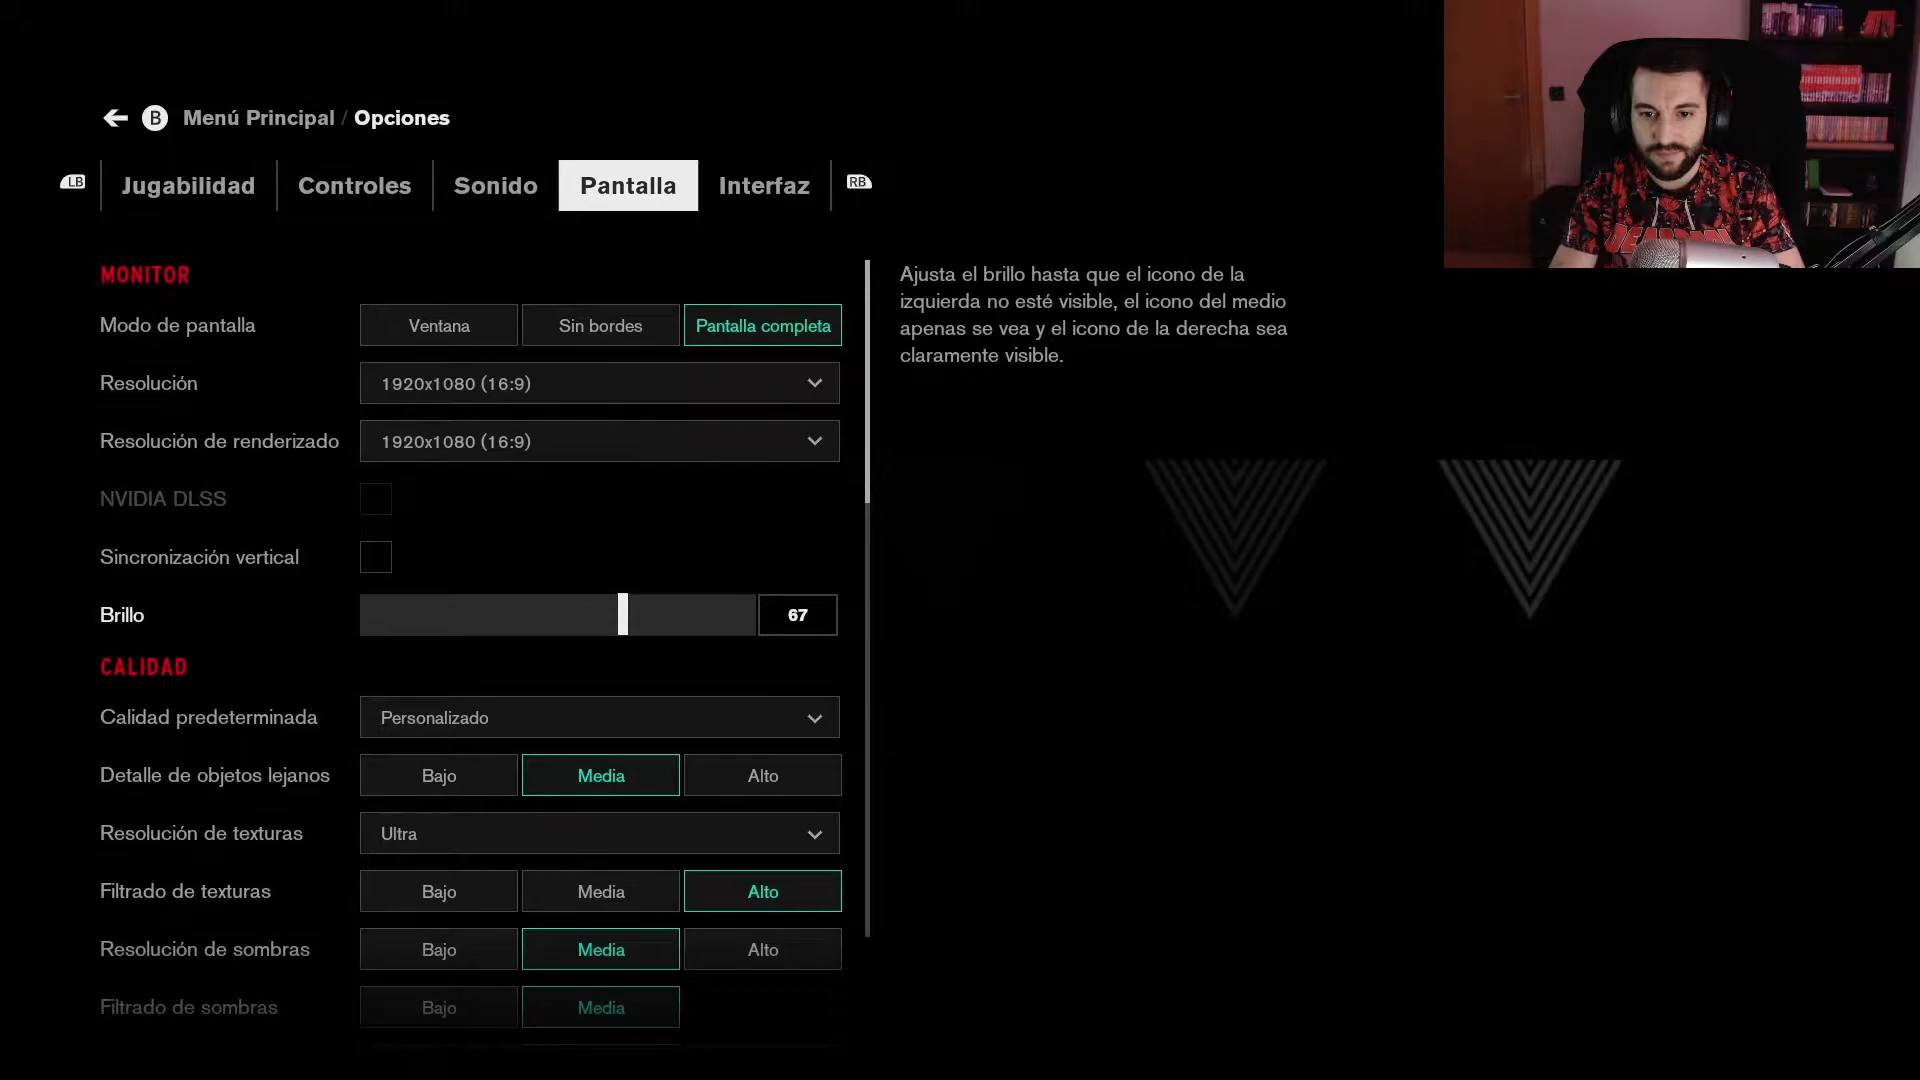 B Menú Principal / Opciones
LB Jugabilidad Controles Sonido Pantalla Interfaz RB
MONITOR
Modo de pantalla Ventana Sin bordes Pantalla completa
Resolución 1920x1080 (16:9)
Resolución de renderizado 1920x1080 (16:9)
NVIDIA DLSS
Sincronización vertical
Brillo 67
CALIDAD
Calidad predeterminada Personalizado
Detalle de objetos lejanos Bajo Media Alto
Resolución de texturas Ultra
Filtrado de texturas Bajo Media Alto
Resolución de sombras Bajo Media Alto
Filtrado de sombras Bajo Media
Ajusta el brillo hasta que el icono de la
izquierda no esté visible, el icono del medio
apenas se vea y el icono de la derecha sea
claramente visible.